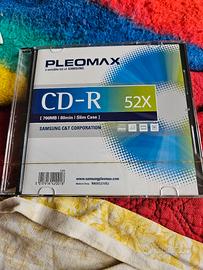 PLEOMAX
CD-R
52X
[ 700MB | 80min | Slim Case ]
SAMSUNG C&T CORPORATION
www.samsungpleomax.com